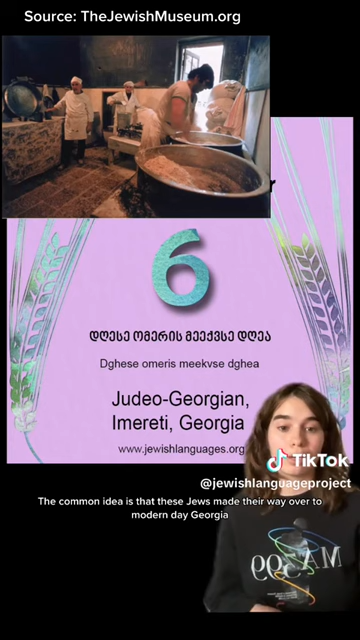 Source: TheJewishMuseum.org
6
დღესე ომერის მეექვსე დღეა
Dghese omeris meekvse dghea
Judeo-Georgian,
Imereti, Georgia
www.jewishlanguages.org
TikTok
@jewishlanguageproject
The common idea is that these Jews made their way over to
modern day Georgia